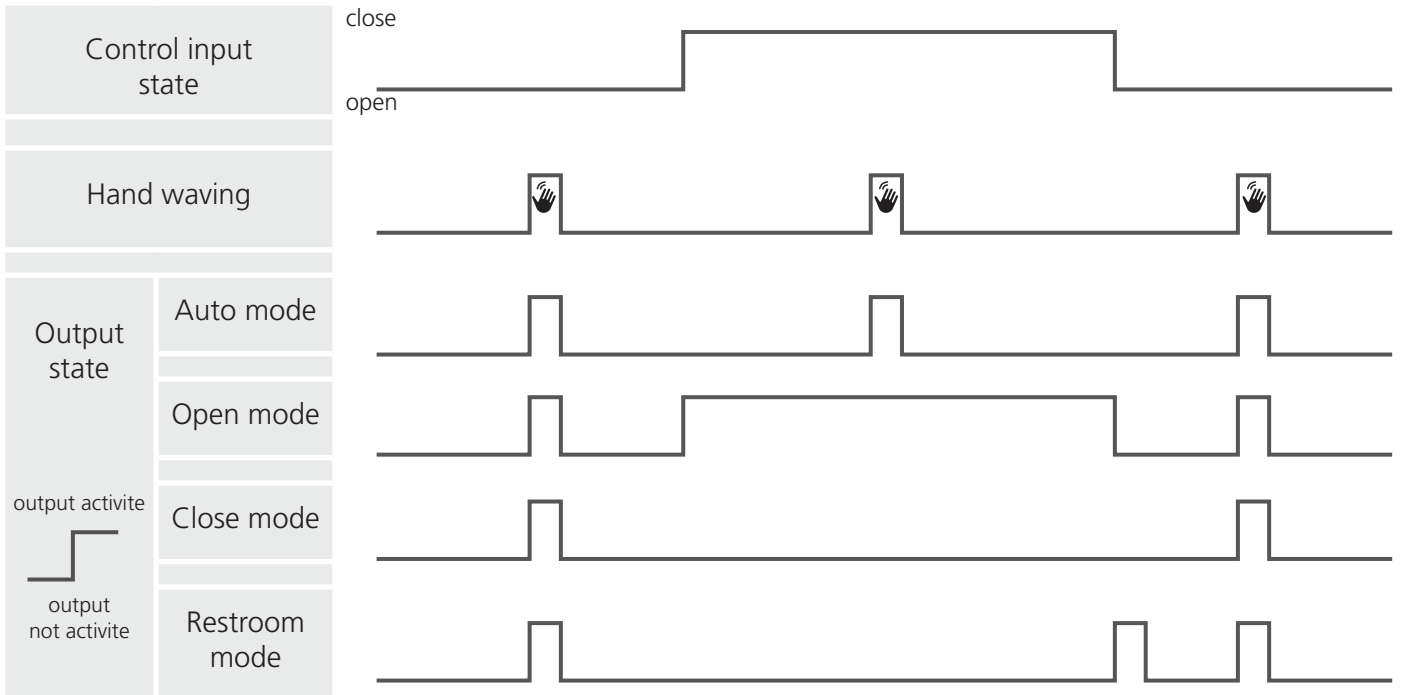 close
Control input
state
open
Hand waving
Output
state
Auto mode
Open mode
output activite
Close mode
output
not activite
Restroom
mode